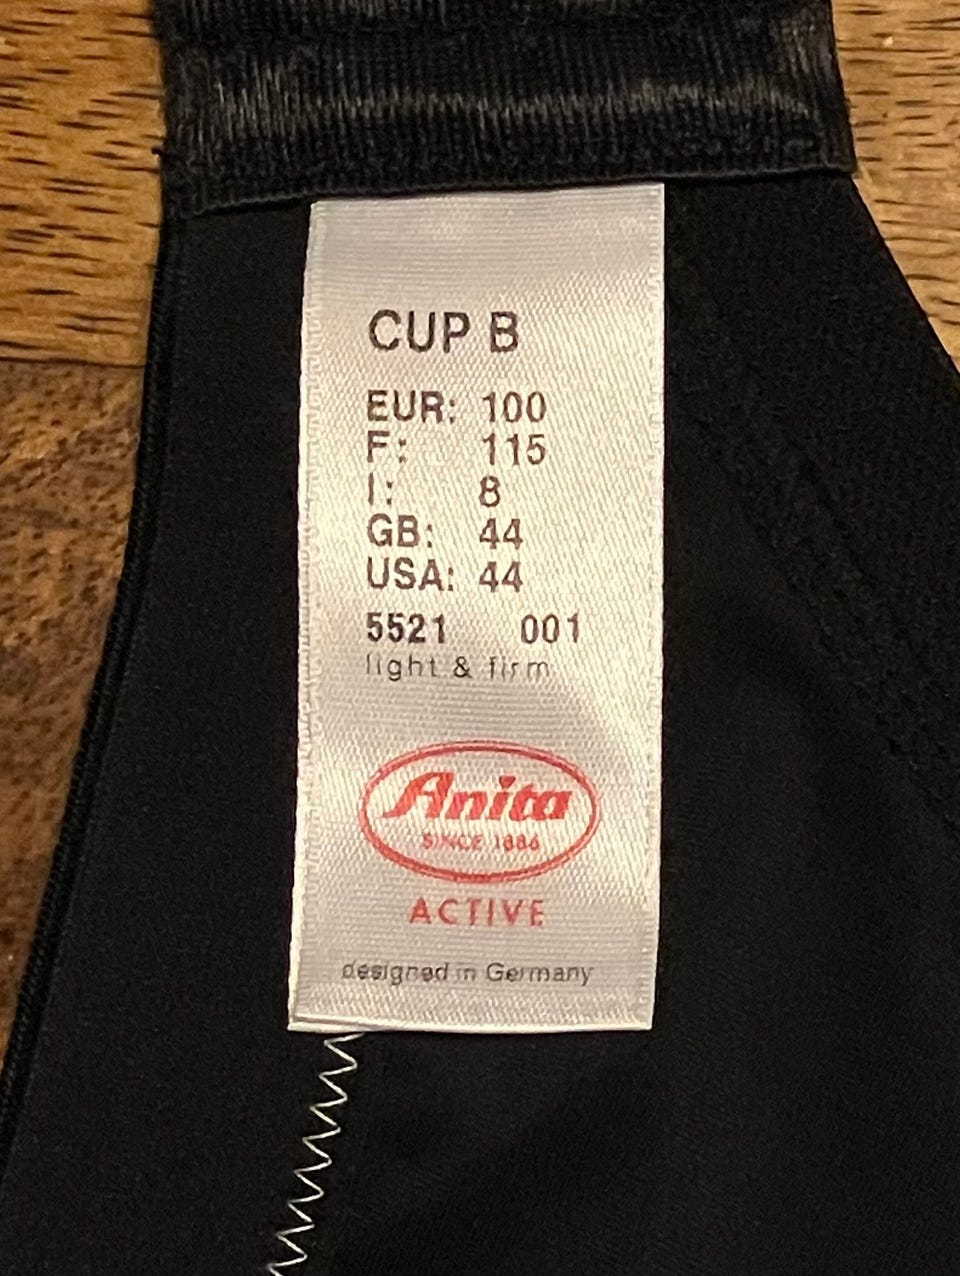 CUP B
EUR: 100
F: 115
I: 8
GB: 44
USA: 44
5521 001
light & firm
Anita
SINCE 1886
ACTIVE
designed in Germany